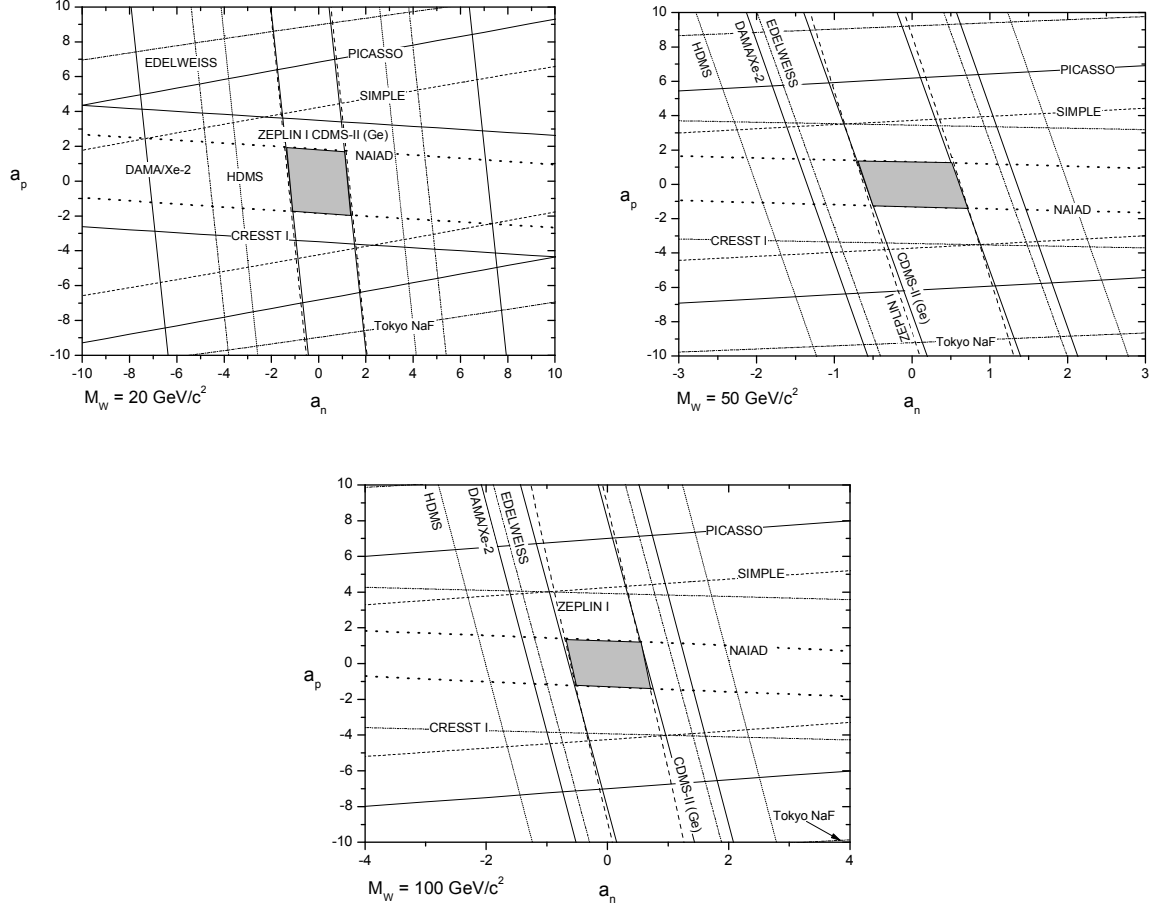 10
8
6
4
2
0
-2
-4
-6
-8
-10
a_p
EDELWEISS
PICASSO
SIMPLE
ZEPLIN I CDMS-II (Ge)
NAIAD
DAMA/Xe-2
HDMS
CRESST I
Tokyo NaF
-10 -8 -6 -4 -2 0 2 4 6 8 10
M_W = 20 GeV/c²
a_n
10
8
6
4
2
0
-2
-4
-6
-8
-10
a_p
HDMS
DAMA/Xe-2
EDELWEISS
PICASSO
SIMPLE
NAIAD
CRESST I
CDMS-II (Ge)
ZEPLIN I
Tokyo NaF
-3 -2 -1 0 1 2 3
M_W = 50 GeV/c²
a_n
10
8
6
4
2
0
-2
-4
-6
-8
-10
a_p
HDMS
DAMA/Xe-2
EDELWEISS
PICASSO
SIMPLE
ZEPLIN I
NAIAD
CRESST I
CDMS-II (Ge)
Tokyo NaF
-4 -2 0 2 4
M_W = 100 GeV/c²
a_n